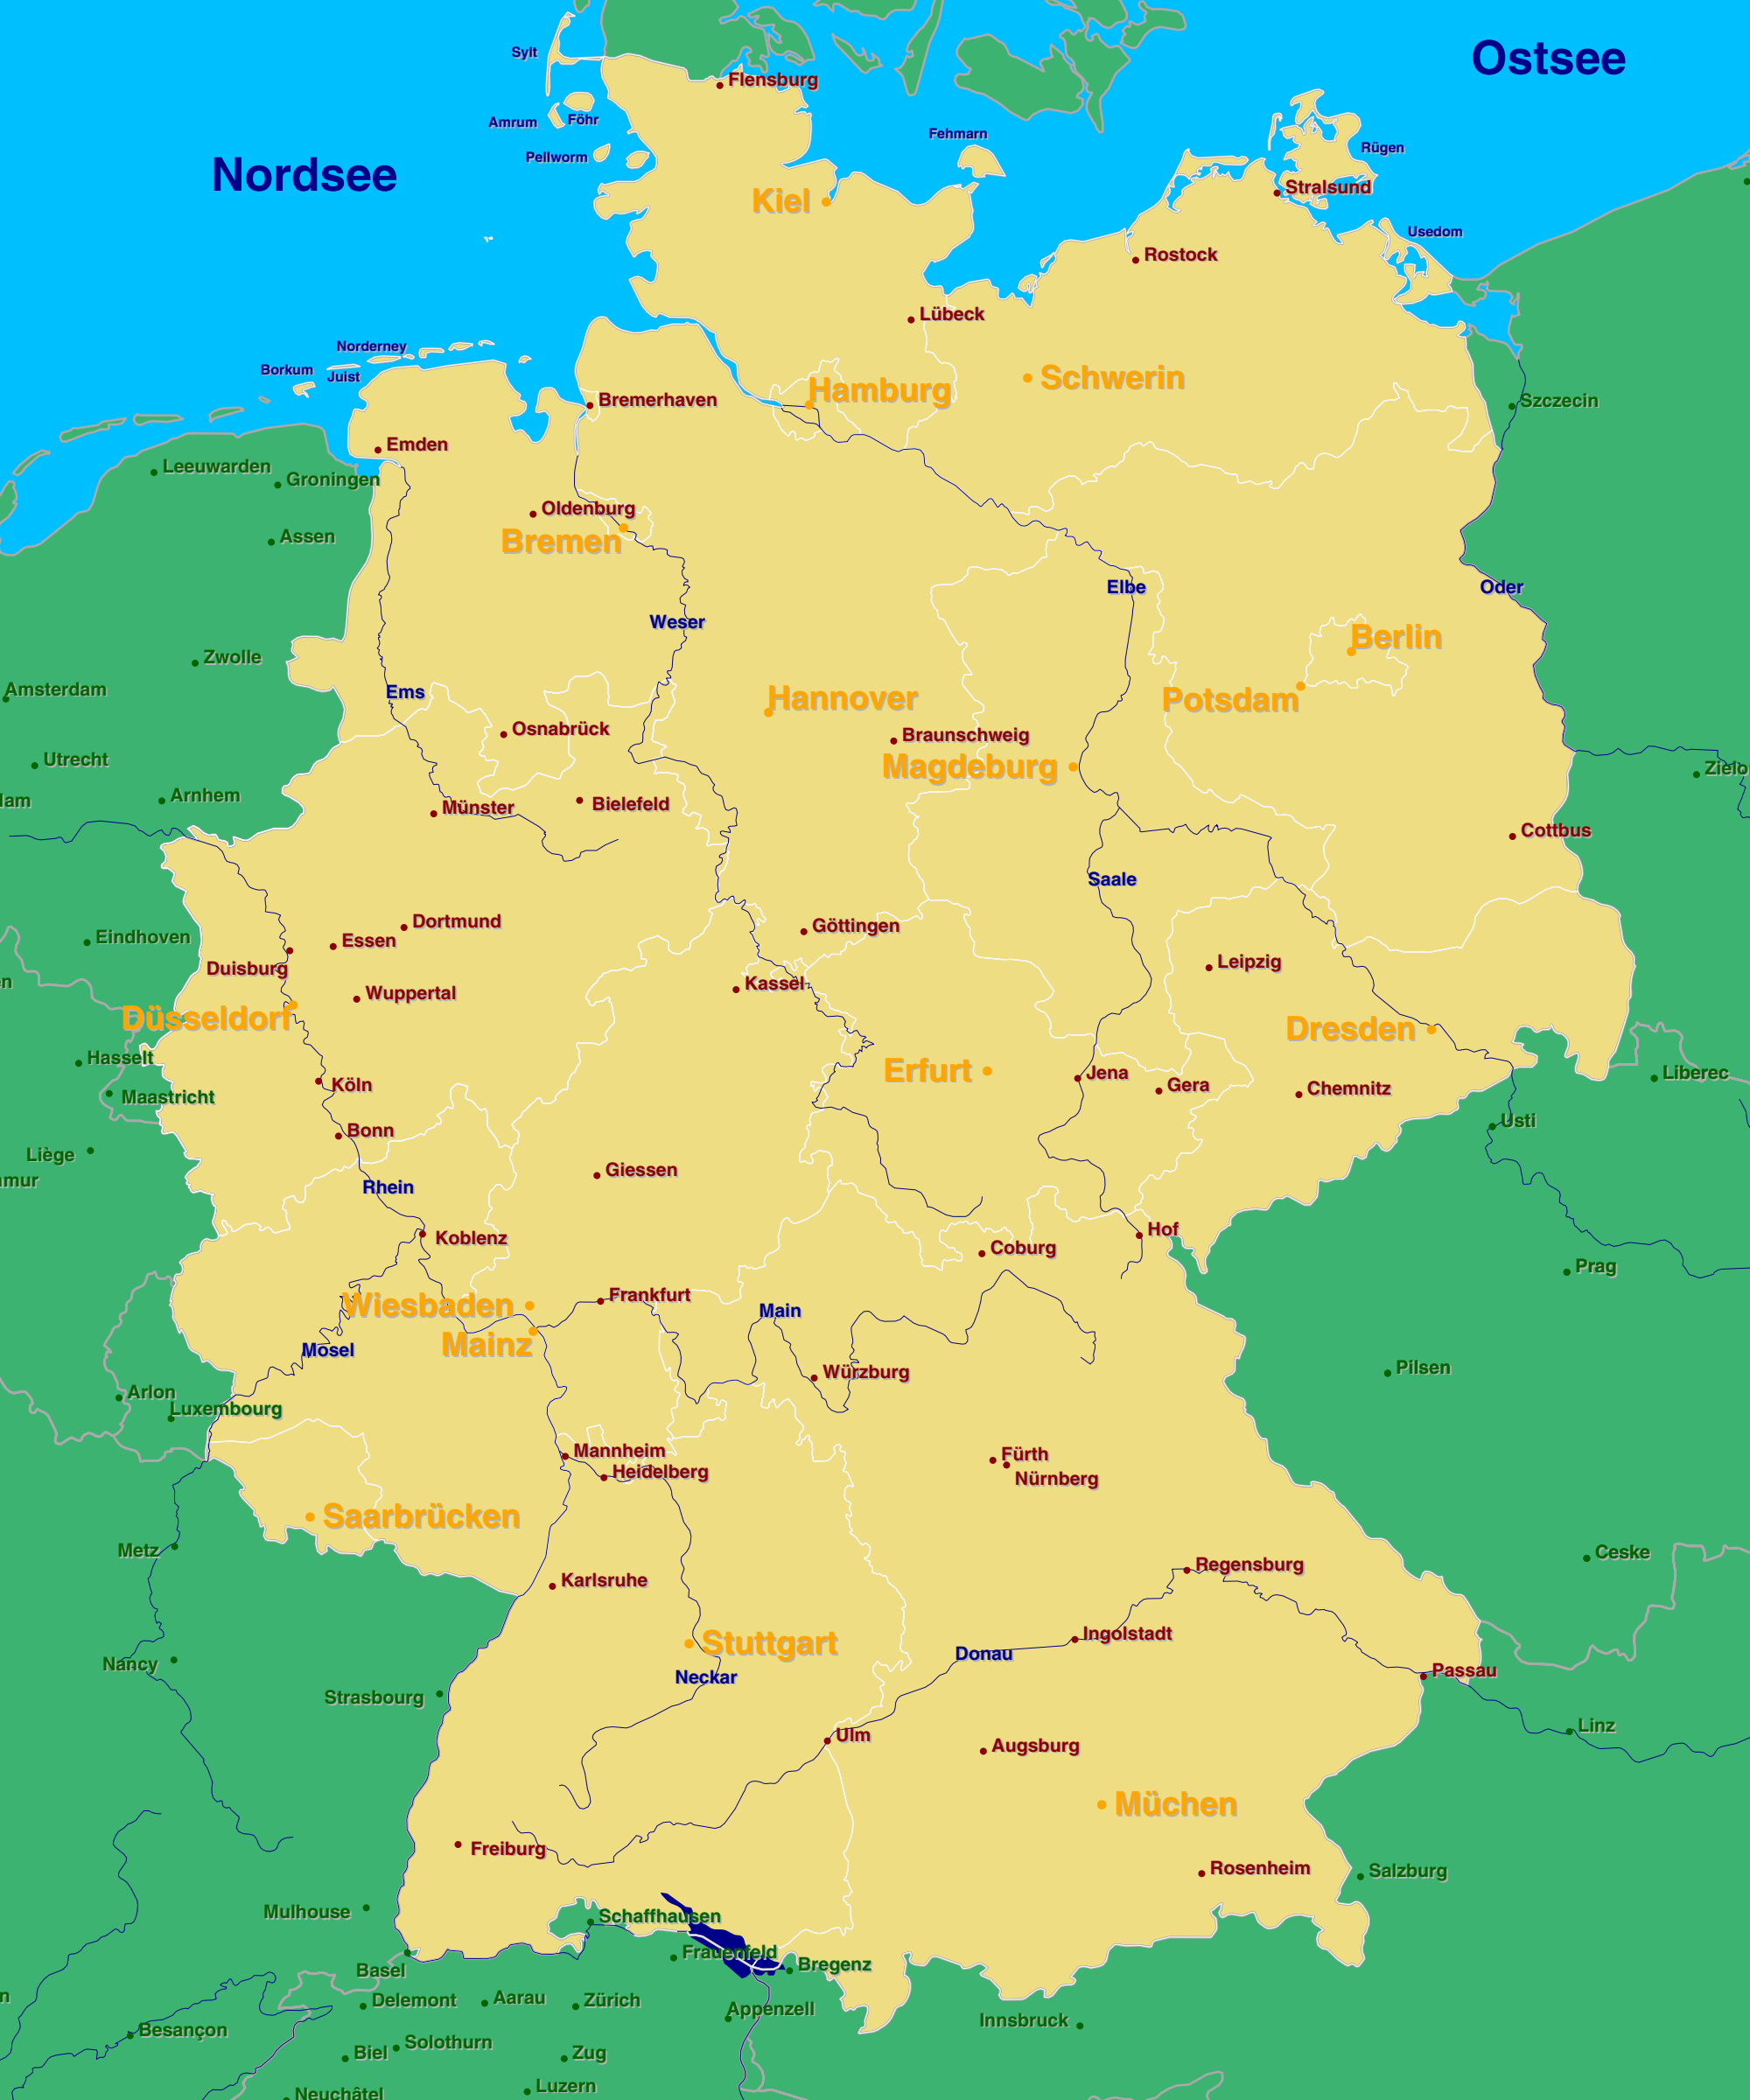 Ostsee
Sylt
Flensburg
Föhr
Amrum
Fehmarn
Rügen
Pellworm
Nordsee
Stralsund
Kiel
Usedom
Rostock
Lübeck
Norderney
Borkum
Juist
Schwerin
Hamburg
Bremerhaven
Szczecin
Emden
Leeuwarden
Groningen
Oldenburg
Assen
Bremen
Elbe
Oder
Weser
Berlin
Zwolle
Amsterdam
Ems
Hannover
Potsdam
Osnabrück
Braunschweig
Utrecht
Magdeburg
Zielo
lam
Arnhem
Münster
Bielefeld
Cottbus
Saale
Dortmund
Göttingen
Eindhoven
Essen
Leipzig
Duisburg
en
Kassel
Wuppertal
Düsseldorf
Dresden
Hasselt
Erfurt
Jena
Liberec
Köln
Gera
Chemnitz
Maastricht
Usti
Bonn
Liège
Giessen
mur
Rhein
Hof
Koblenz
Coburg
Prag
Frankfurt
Wiesbaden
Main
Mainz
Mosel
Pilsen
Würzburg
Arlon
Luxembourg
Mannheim
Fürth
Heidelberg
Nürnberg
Saarbrücken
Metz
Ceske
Regensburg
Karlsruhe
Ingolstadt
Stuttgart
Donau
Nancy
Passau
Neckar
Strasbourg
Linz
Ulm
Augsburg
Müchen
Freiburg
Rosenheim
Salzburg
Mulhouse
Schaffhausen
Frauenfeld
Bregenz
Basel
n
Delemont
Aarau
Zürich
Appenzell
Innsbruck
Besançon
Solothurn
Biel
Zug
Luzern
Neuchâtel